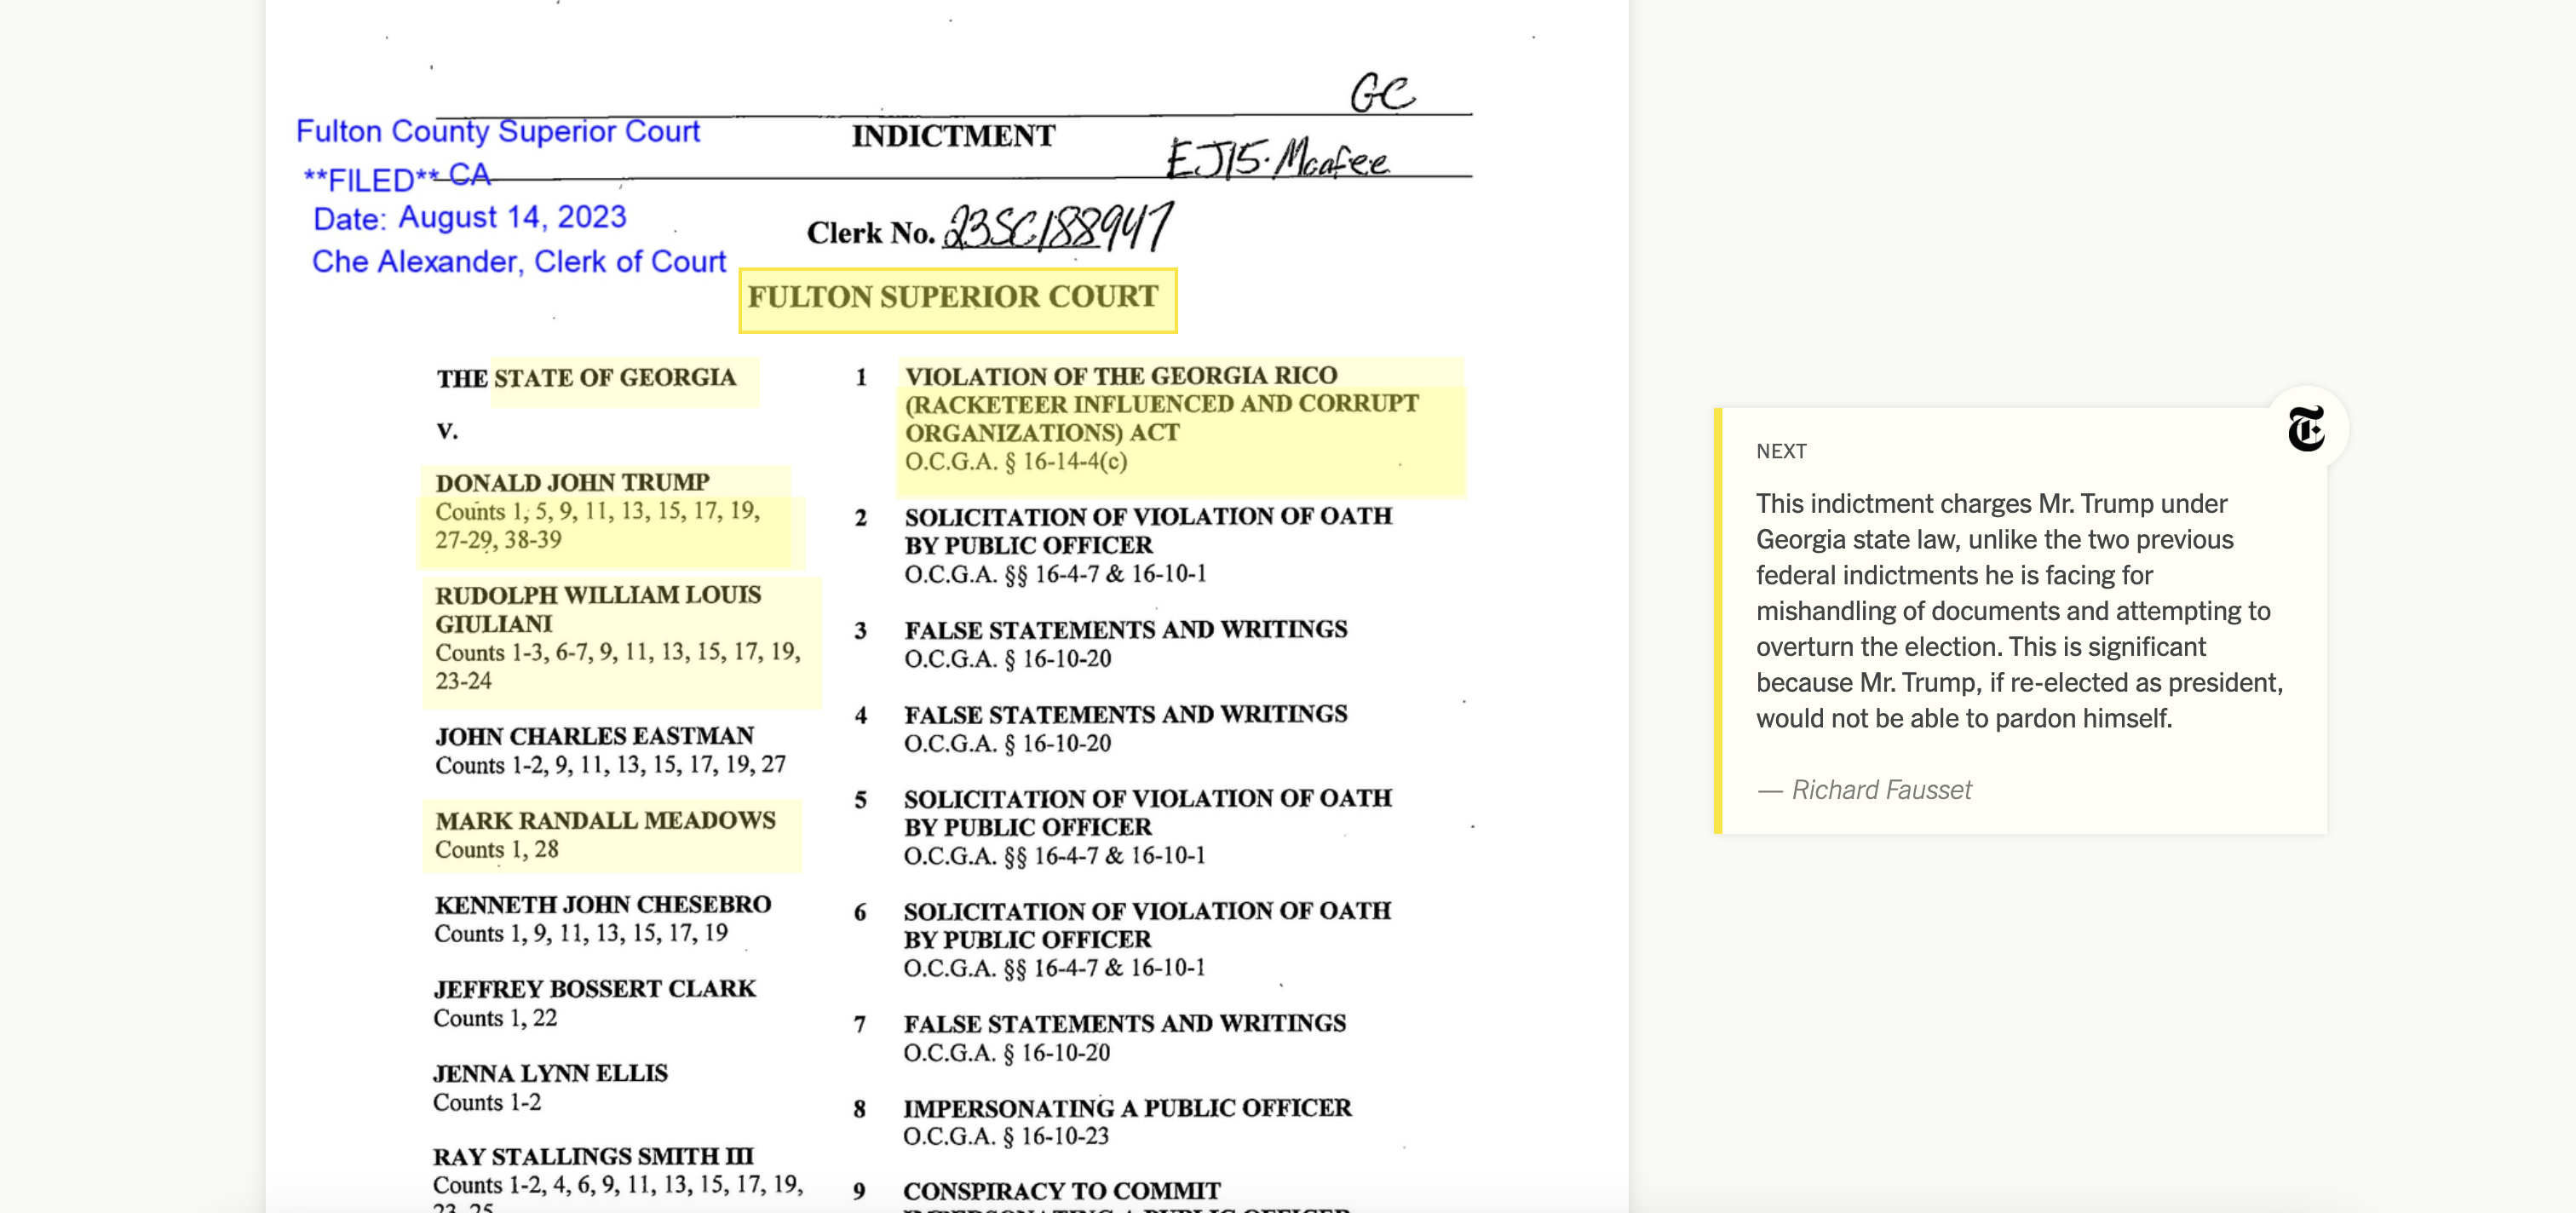 GC
Fulton County Superior Court
INDICTMENT
EJ15. Mcafee
**FILED** CA
Date: August 14, 2023
Clerk No. 23SC188947
Che Alexander, Clerk of Court
FULTON SUPERIOR COURT
THE STATE OF GEORGIA
V.
DONALD JOHN TRUMP
Counts 1, 5, 9, 11, 13, 15, 17, 19,
27-29, 38-39
RUDOLPH WILLIAM LOUIS
GIULIANI
Counts 1-3, 6-7, 9, 11, 13, 15, 17, 19,
23-24
JOHN CHARLES EASTMAN
Counts 1-2, 9, 11, 13, 15, 17, 19, 27
MARK RANDALL MEADOWS
Counts 1, 28
KENNETH JOHN CHESEBRO
Counts 1, 9, 11, 13, 15, 17, 19
JEFFREY BOSSERT CLARK
Counts 1, 22
JENNA LYNN ELLIS
Counts 1-2
RAY STALLINGS SMITH III
Counts 1-2, 4, 6, 9, 11, 13, 15, 17, 19,
23-25
1 VIOLATION OF THE GEORGIA RICO
(RACKETEER INFLUENCED AND CORRUPT
ORGANIZATIONS) ACT
O.C.G.A. § 16-14-4(c)
2 SOLICITATION OF VIOLATION OF OATH
BY PUBLIC OFFICER
O.C.G.A. §§ 16-4-7 & 16-10-1
3 FALSE STATEMENTS AND WRITINGS
O.C.G.A. § 16-10-20
4 FALSE STATEMENTS AND WRITINGS
O.C.G.A. § 16-10-20
5 SOLICITATION OF VIOLATION OF OATH
BY PUBLIC OFFICER
O.C.G.A. §§ 16-4-7 & 16-10-1
6 SOLICITATION OF VIOLATION OF OATH
BY PUBLIC OFFICER
O.C.G.A. §§ 16-4-7 & 16-10-1
7 FALSE STATEMENTS AND WRITINGS
O.C.G.A. § 16-10-20
8 IMPERSONATING A PUBLIC OFFICER
O.C.G.A. § 16-10-23
9 CONSPIRACY TO COMMIT
IMPERSONATING A PUBLIC OFFICER
T
NEXT
This indictment charges Mr. Trump under
Georgia state law, unlike the two previous
federal indictments he is facing for
mishandling of documents and attempting to
overturn the election. This is significant
because Mr. Trump, if re-elected as president,
would not be able to pardon himself.
— Richard Fausset